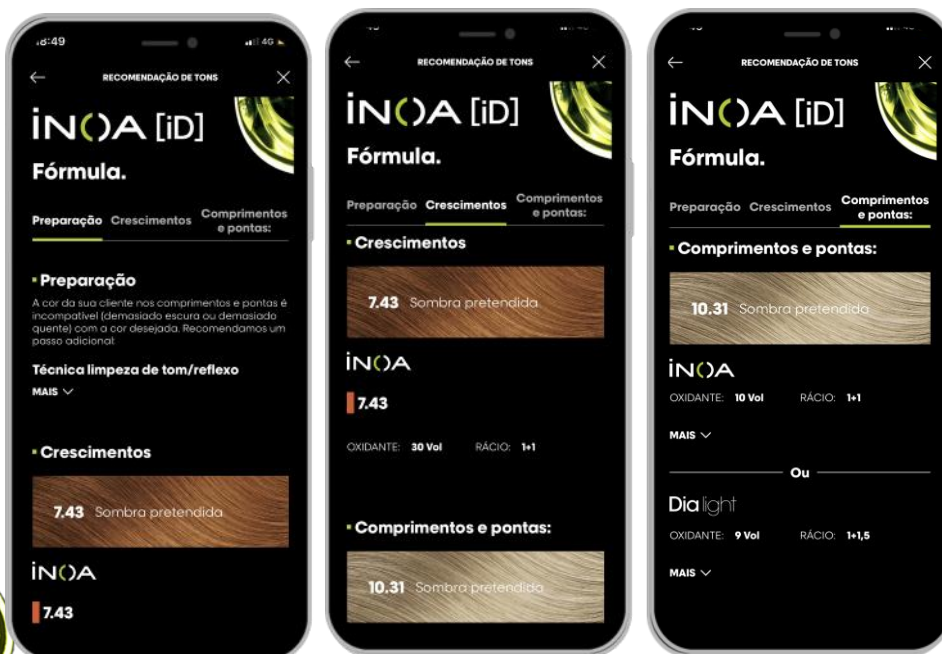 8:49
4G
RECOMENDAÇÃO DE TONS
iNOA [iD]
Fórmula.
Preparação Crescimentos Comprimentos
e pontas:
Preparação
A cor da sua cliente nos comprimentos e pontas é
incompatível (demasiado escura ou demasiado
quente) com a cor desejada. Recomendamos um
passo adicional:
Técnica limpeza de tom/reflexo
MAIS
Crescimentos
7.43 Sombra pretendida
iNOA
7.43
RECOMENDAÇÃO DE TONS
iNOA [iD]
Fórmula.
Preparação Crescimentos Comprimentos
e pontas:
Crescimentos
7.43 Sombra pretendida
iNOA
7.43
OXIDANTE: 30 Vol RÁCIO: 1+1
Comprimentos e pontas:
10.31 Sombra pretendida
RECOMENDAÇÃO DE TONS
iNOA [iD]
Fórmula.
Preparação Crescimentos Comprimentos
e pontas:
Comprimentos e pontas:
10.31 Sombra pretendida
iNOA
OXIDANTE: 10 Vol RÁCIO: 1+1
MAIS
Ou
Dialight
OXIDANTE: 9 Vol RÁCIO: 1+1,5
MAIS